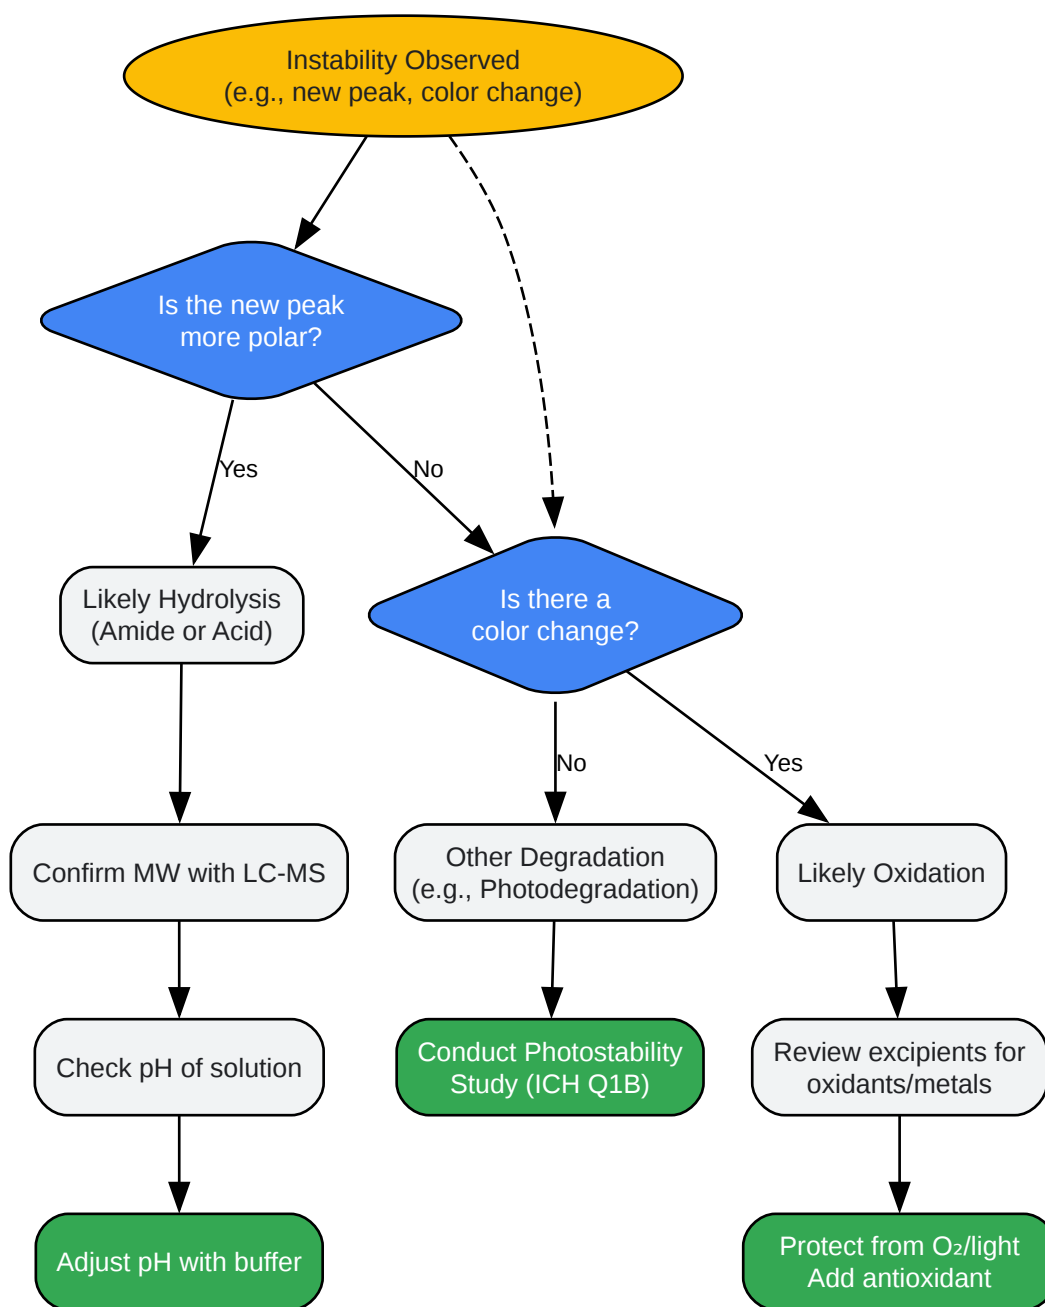 Instability Observed
(e.g., new peak, color change)
Is the new peak
more polar?
Yes
No
Likely Hydrolysis
(Amide or Acid)
Is there a
color change?
No
Yes
Confirm MW with LC-MS
Other Degradation
(e.g., Photodegradation)
Likely Oxidation
Check pH of solution
Conduct Photostability
Study (ICH Q1B)
Review excipients for
oxidants/metals
Adjust pH with buffer
Protect from O₂/light
Add antioxidant